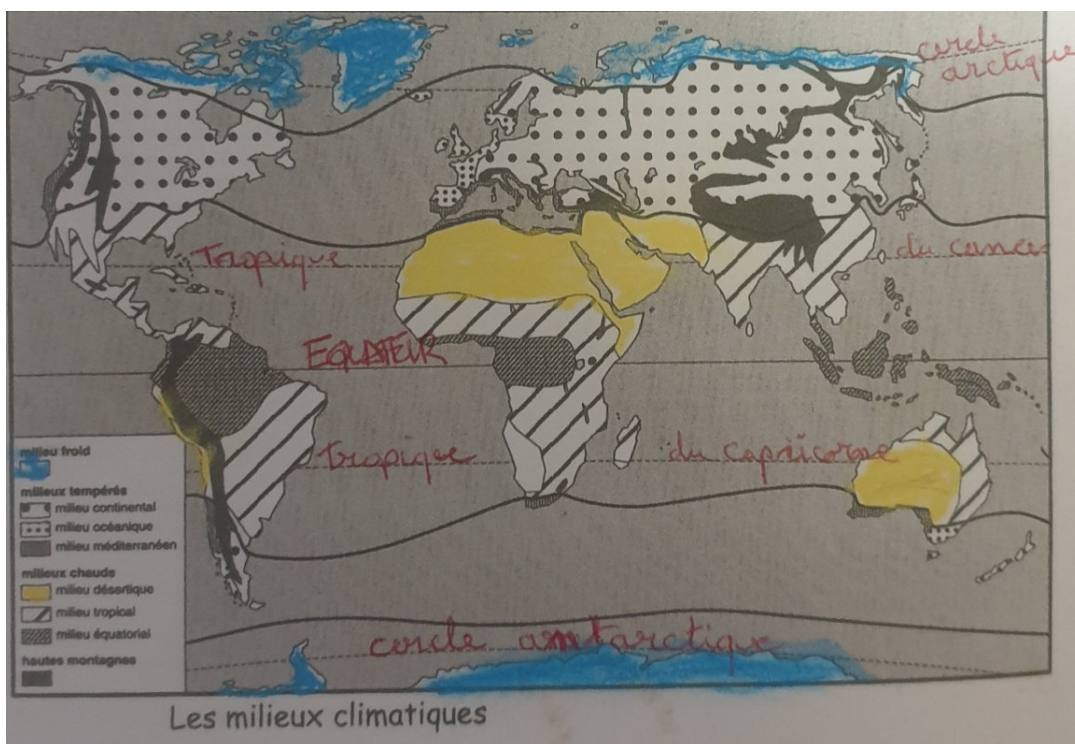 cercle
arctique
Tropique du cancer
EQUATEUR
tropique du capricorne
cercle antarctique
milieu froid
milieux tempérés
milieu continental
milieu océanique
milieu méditerranéen
milieux chauds
milieu désertique
milieu tropical
milieu équatorial
hautes montagnes
Les milieux climatiques